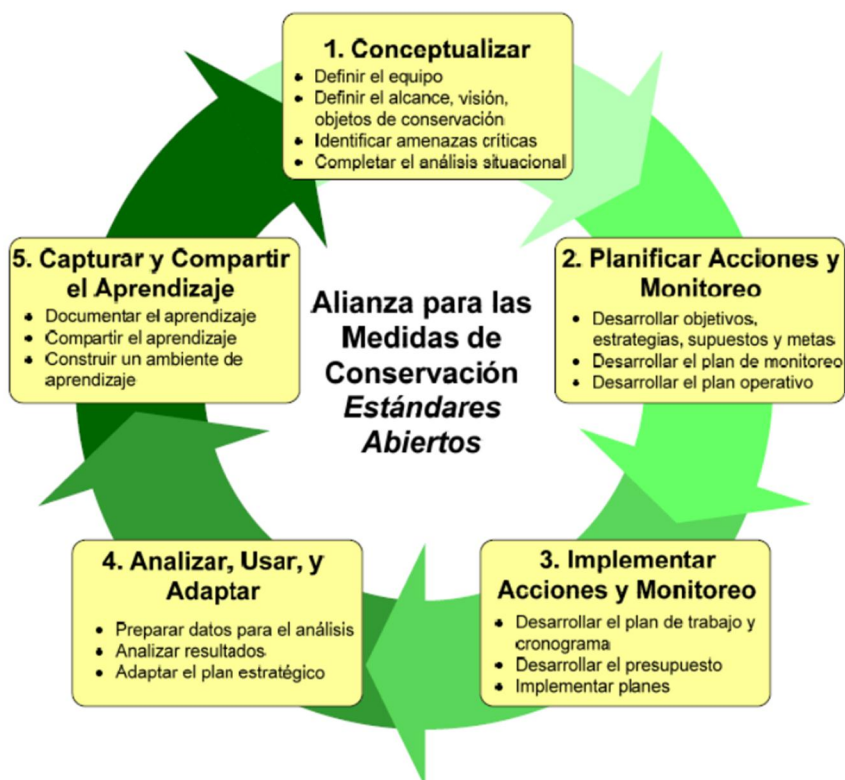 1. Conceptualizar
• Definir el equipo
• Definir el alcance, visión,
objetos de conservación
• Identificar amenazas críticas
• Completar el análisis situacional
2. Planificar Acciones y
Monitoreo
• Desarrollar objetivos,
estrategias, supuestos y metas
• Desarrollar el plan de monitoreo
• Desarrollar el plan operativo
3. Implementar
Acciones y Monitoreo
• Desarrollar el plan de trabajo y
cronograma
• Desarrollar el presupuesto
• Implementar planes
4. Analizar, Usar, y
Adaptar
• Preparar datos para el análisis
• Analizar resultados
• Adaptar el plan estratégico
5. Capturar y Compartir
el Aprendizaje
• Documentar el aprendizaje
• Compartir el aprendizaje
• Construir un ambiente de
aprendizaje
Alianza para las
Medidas de
Conservación
Estándares
Abiertos